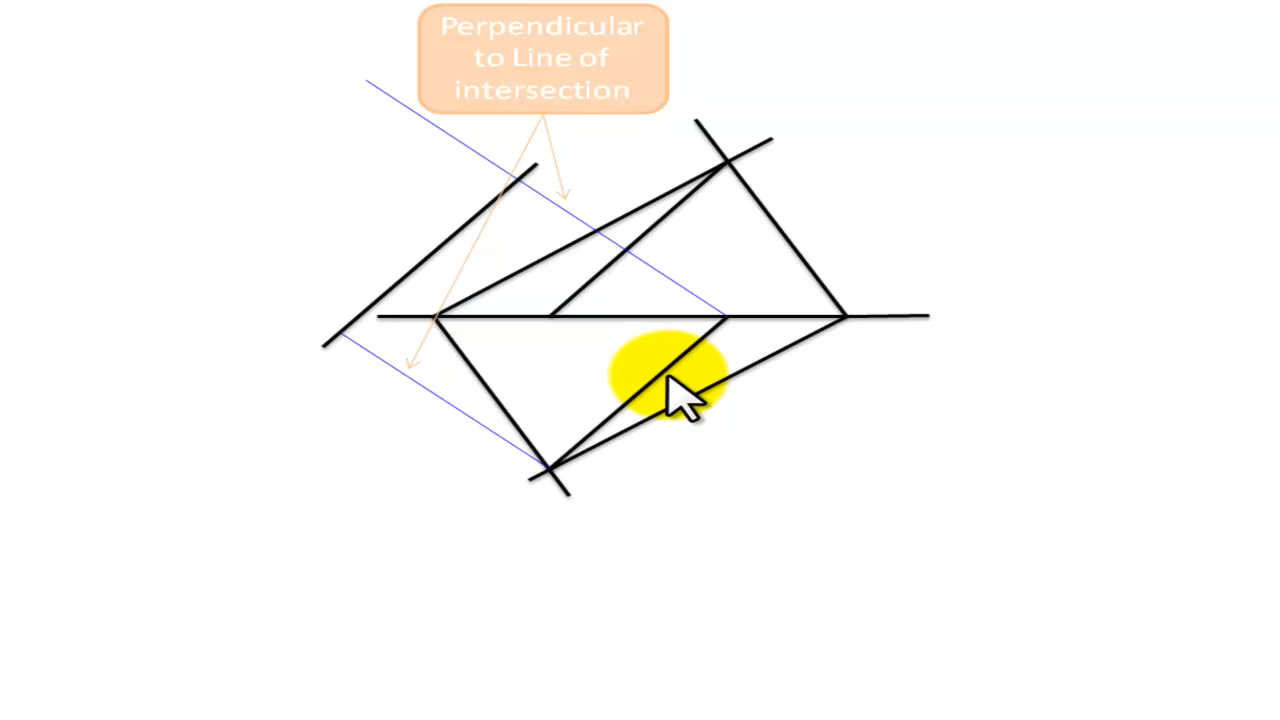 Perpendicular
to Line of
intersection